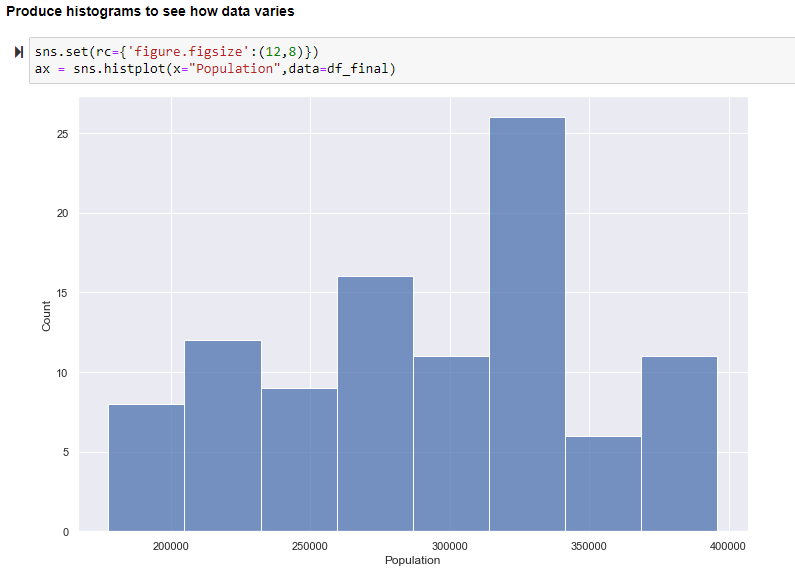 Produce histograms to see how data varies
sns.set(rc={'figure.figsize':(12,8)})
ax = sns.histplot(x="Population",data=df_final)
25
20
15
10
5
0
Count
200000 250000 300000 350000 400000
Population